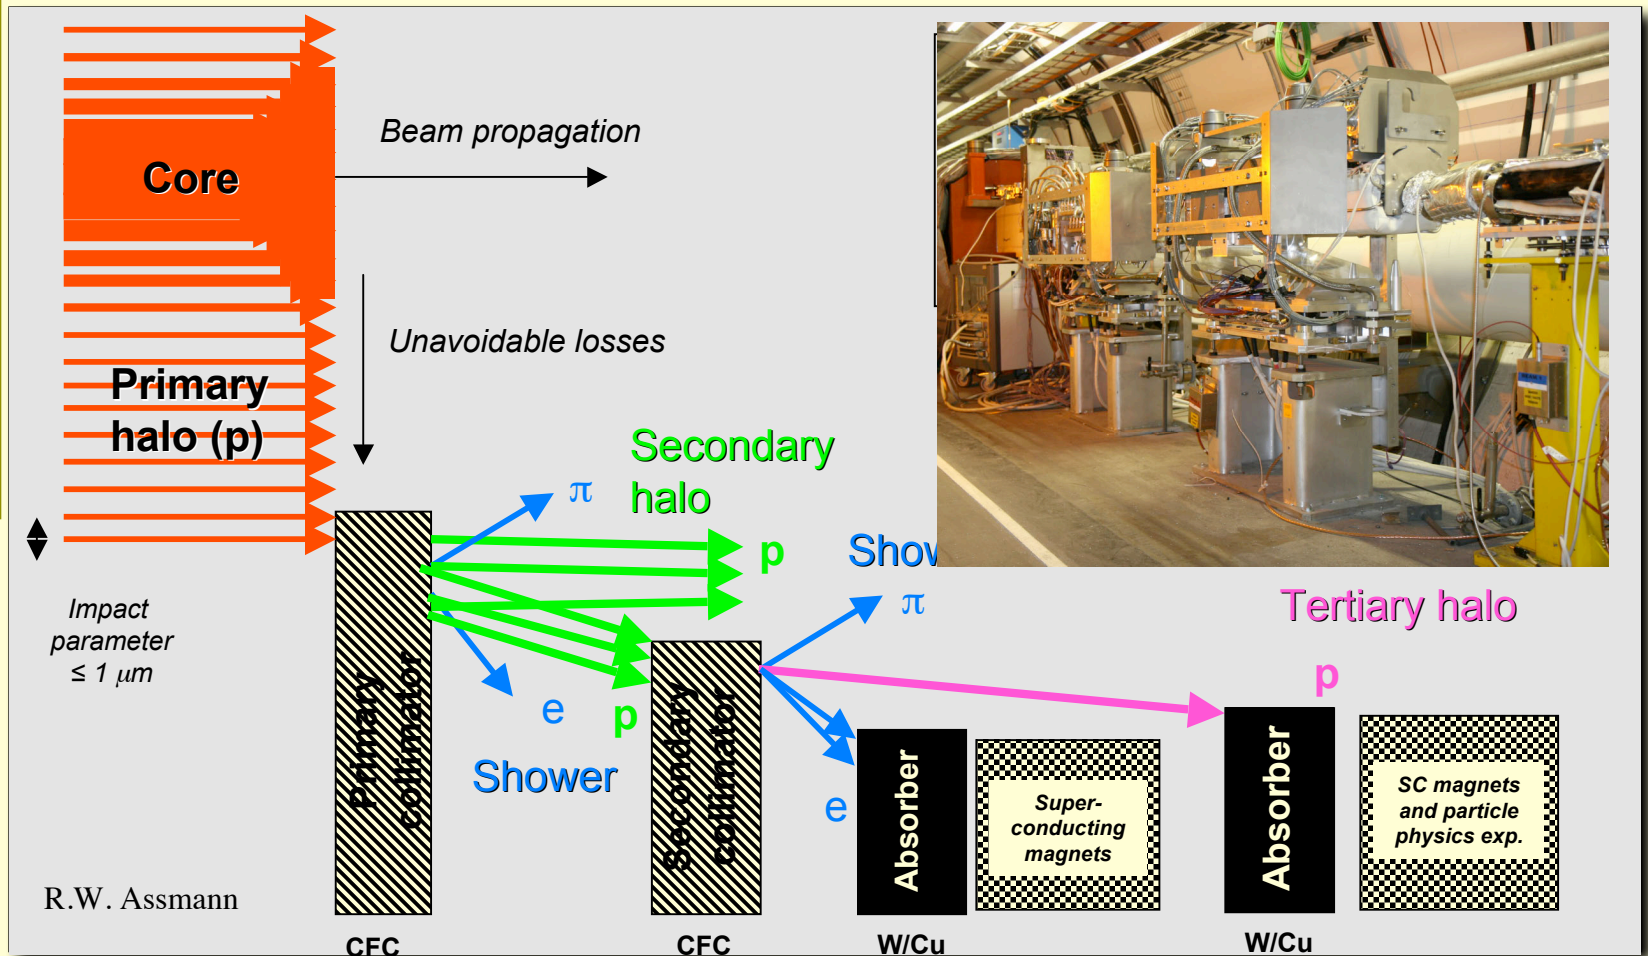 Core
Beam propagation
Unavoidable losses
Primary
halo (p)
Secondary
halo
π
p
Impact
parameter
≤ 1 μm
π
Tertiary halo
p
e
p
Shower
e
Primary
collimator
Secondary
collimator
Absorber
Super-
conducting
magnets
Absorber
SC magnets
and particle
physics exp.
R.W. Assmann
CFC
CFC
W/Cu
W/Cu